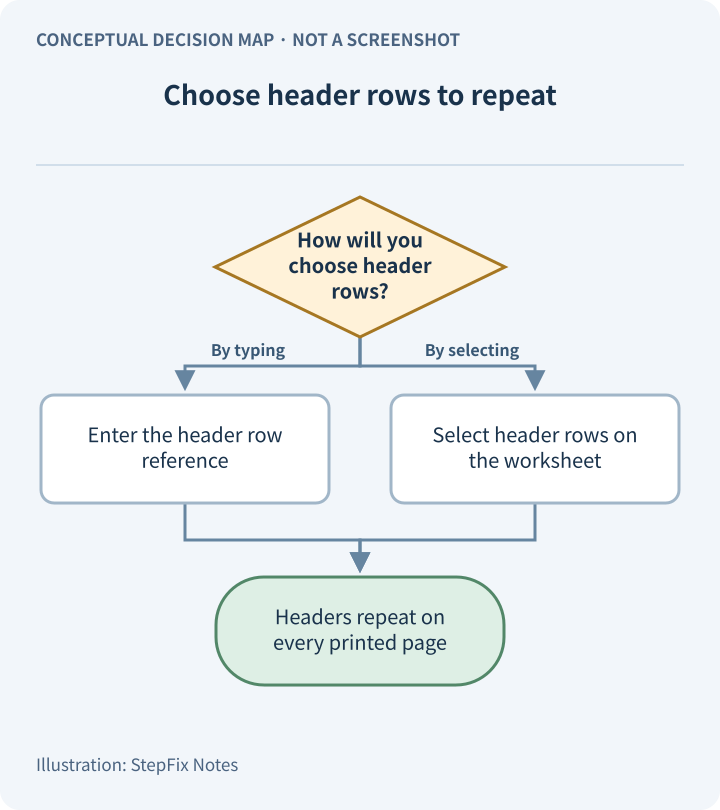 CONCEPTUAL DECISION MAP · NOT A SCREENSHOT
Choose header rows to repeat
How will you
choose header
rows?
By typing
By selecting
Enter the header row
reference
Select header rows on
the worksheet
Headers repeat on
every printed page
Illustration: StepFix Notes